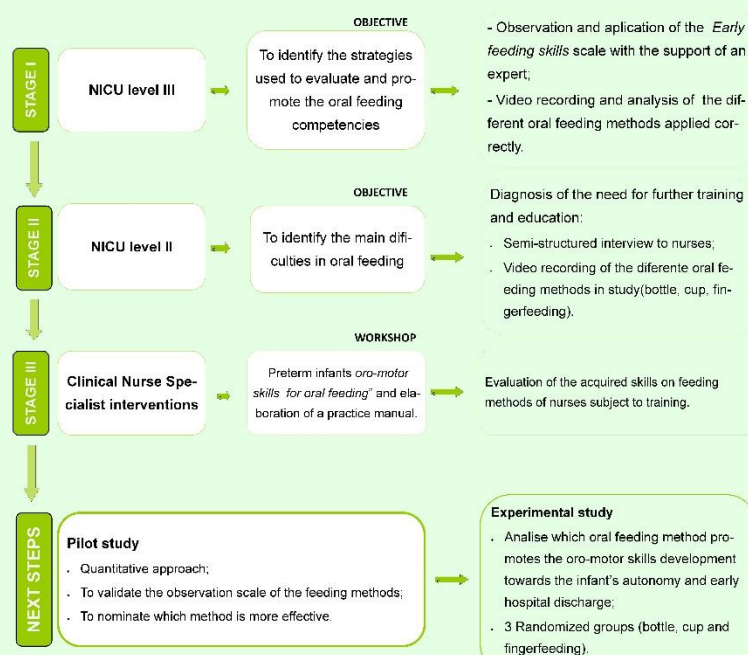 OBJECTIVE
STAGE I
NICU level III
To identify the strategies
used to evaluate and pro-
mote the oral feeding
competencies
- Observation and aplication of the Early
feeding skills scale with the support of an
expert;
- Video recording and analysis of the dif-
ferent oral feeding methods applied cor-
rectly.
OBJECTIVE
STAGE II
NICU level II
To identify the main difi-
culties in oral feeding
Diagnosis of the need for further training
and education:
. Semi-structured interview to nurses;
. Video recording of the diferente oral fe-
eding methods in study(bottle, cup, fin-
gerfeeding).
WORKSHOP
STAGE III
Clinical Nurse Spe-
cialist interventions
Preterm infants oro-motor
skills for oral feeding" and ela-
boration of a practice manual.
Evaluation of the acquired skills on feeding
methods of nurses subject to training.
NEXT STEPS
Pilot study
. Quantitative approach;
. To validate the observation scale of the feeding methods;
. To nominate which method is more effective.
Experimental study
. Analise which oral feeding method pro-
motes the oro-motor skills development
towards the infant's autonomy and early
hospital discharge;
. 3 Randomized groups (bottle, cup and
fingerfeeding).